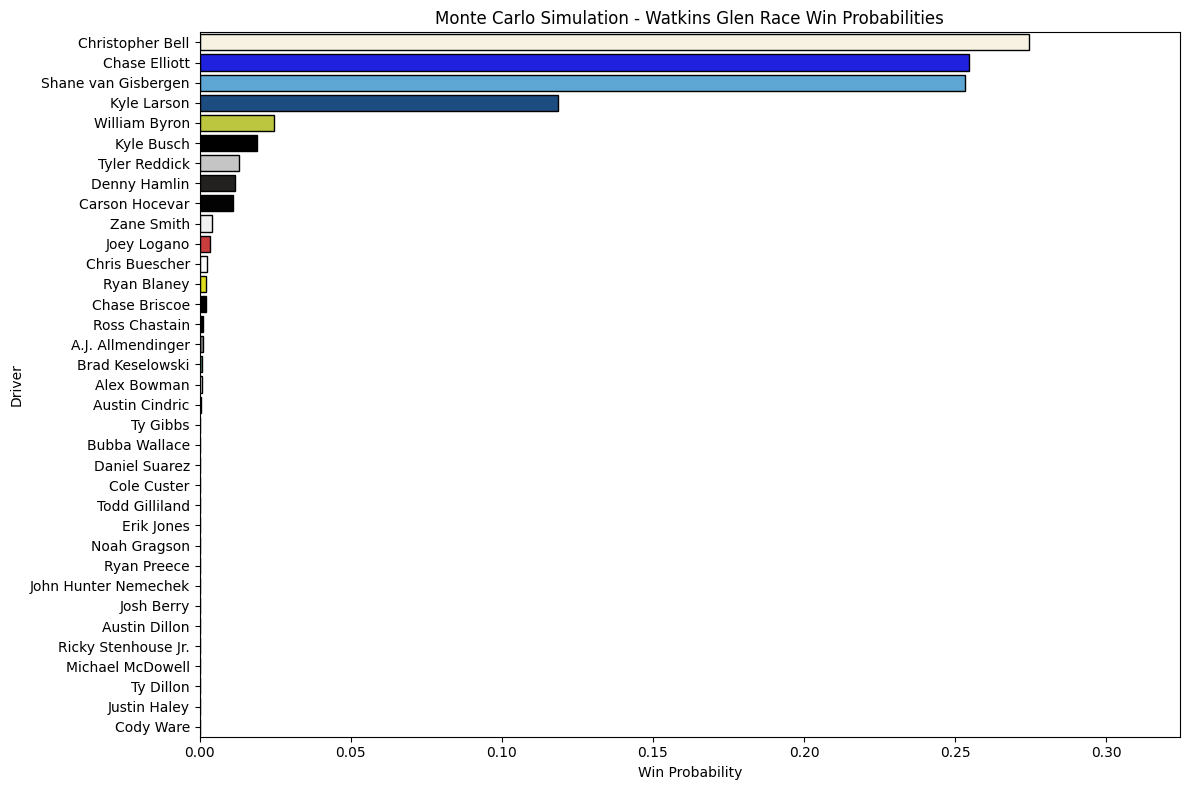 Monte Carlo Simulation - Watkins Glen Race Win Probabilities
Christopher Bell
Chase Elliott
Shane van Gisbergen
Kyle Larson
William Byron
Kyle Busch
Tyler Reddick
Denny Hamlin
Carson Hocevar
Zane Smith
Joey Logano
Chris Buescher
Ryan Blaney
Chase Briscoe
Ross Chastain
A.J. Allmendinger
Brad Keselowski
Alex Bowman
Austin Cindric
Ty Gibbs
Bubba Wallace
Daniel Suarez
Cole Custer
Todd Gilliland
Erik Jones
Noah Gragson
Ryan Preece
John Hunter Nemechek
Josh Berry
Austin Dillon
Ricky Stenhouse Jr.
Michael McDowell
Ty Dillon
Justin Haley
Cody Ware
Driver
0.00 0.05 0.10 0.15 0.20 0.25 0.30
Win Probability